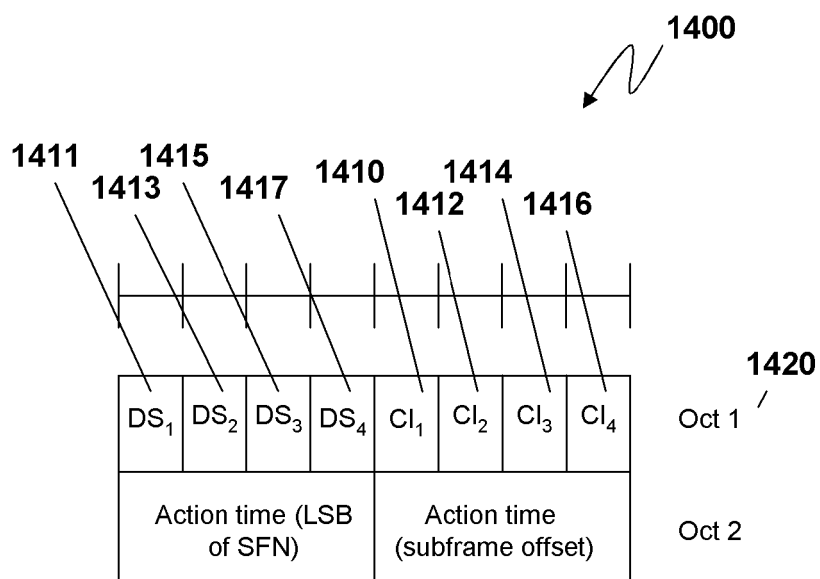 1400
1411 1415 1410 1414
1413 1417 1412 1416
1420
DS₁ DS₂ DS₃ DS₄ CI₁ CI₂ CI₃ CI₄ Oct 1
Action time (LSB
of SFN)
Action time
(subframe offset)
Oct 2